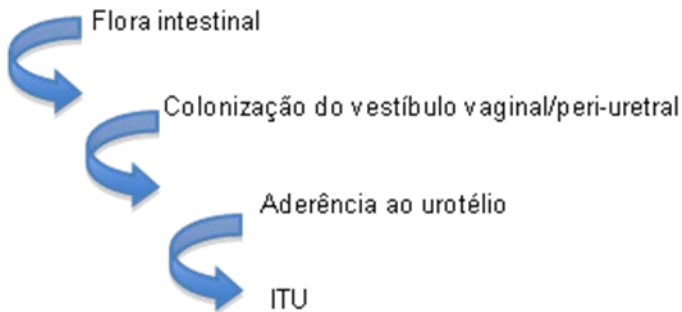 Flora intestinal
Colonização do vestíbulo vaginal/peri-uretral
Aderência ao urotélio
ITU